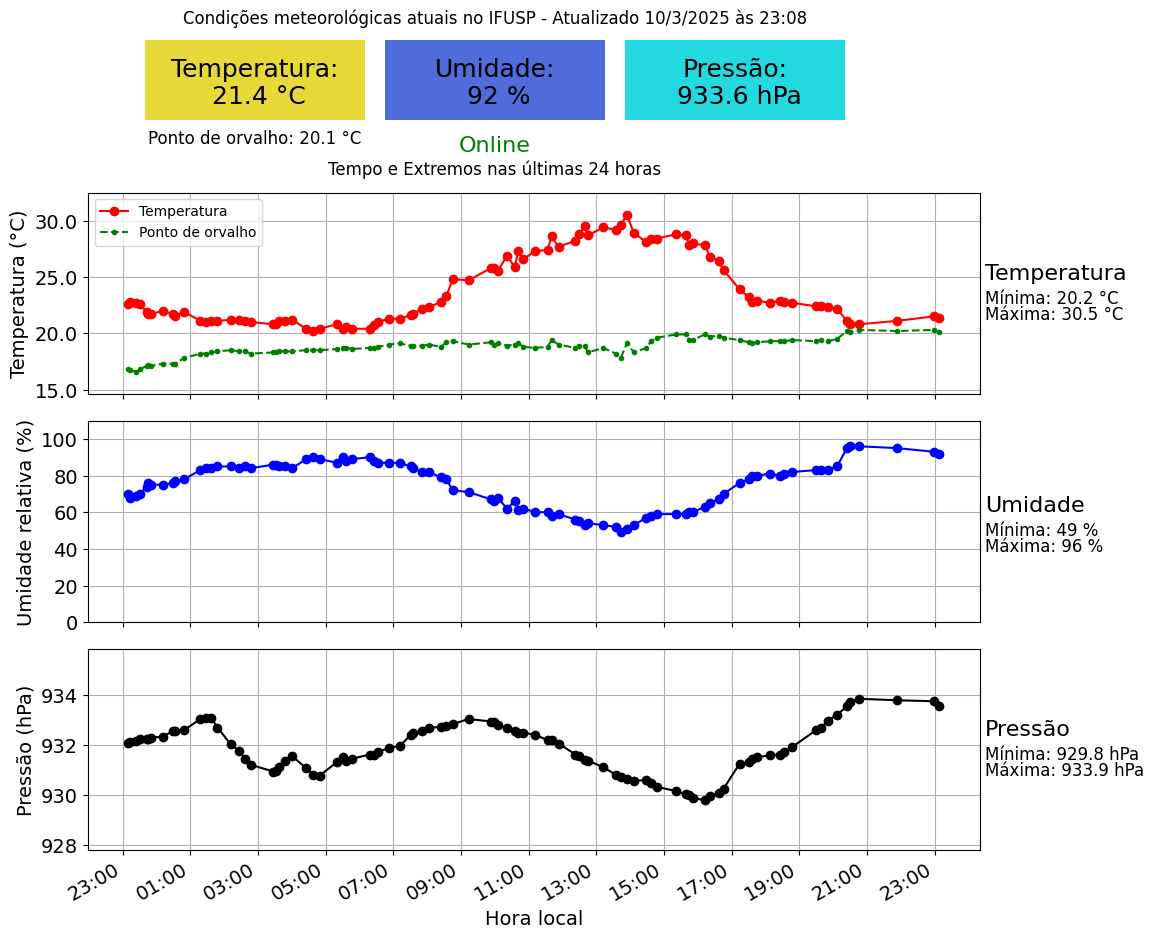 Condições meteorológicas atuais no IFUSP - Atualizado 10/3/2025 às 23:08
Temperatura:
21.4 °C
Umidade:
92 %
Pressão:
933.6 hPa
Ponto de orvalho: 20.1 °C
Online
Tempo e Extremos nas últimas 24 horas
Temperatura (°C)
30.0
25.0
20.0
15.0
Temperatura
Ponto de orvalho
Temperatura
Mínima: 20.2 °C
Máxima: 30.5 °C
Umidade relativa (%)
100
80
60
40
20
0
Umidade
Mínima: 49 %
Máxima: 96 %
Pressão (hPa)
934
932
930
928
Pressão
Mínima: 929.8 hPa
Máxima: 933.9 hPa
23:00 01:00 03:00 05:00 07:00 09:00 11:00 13:00 15:00 17:00 19:00 21:00 23:00
Hora local